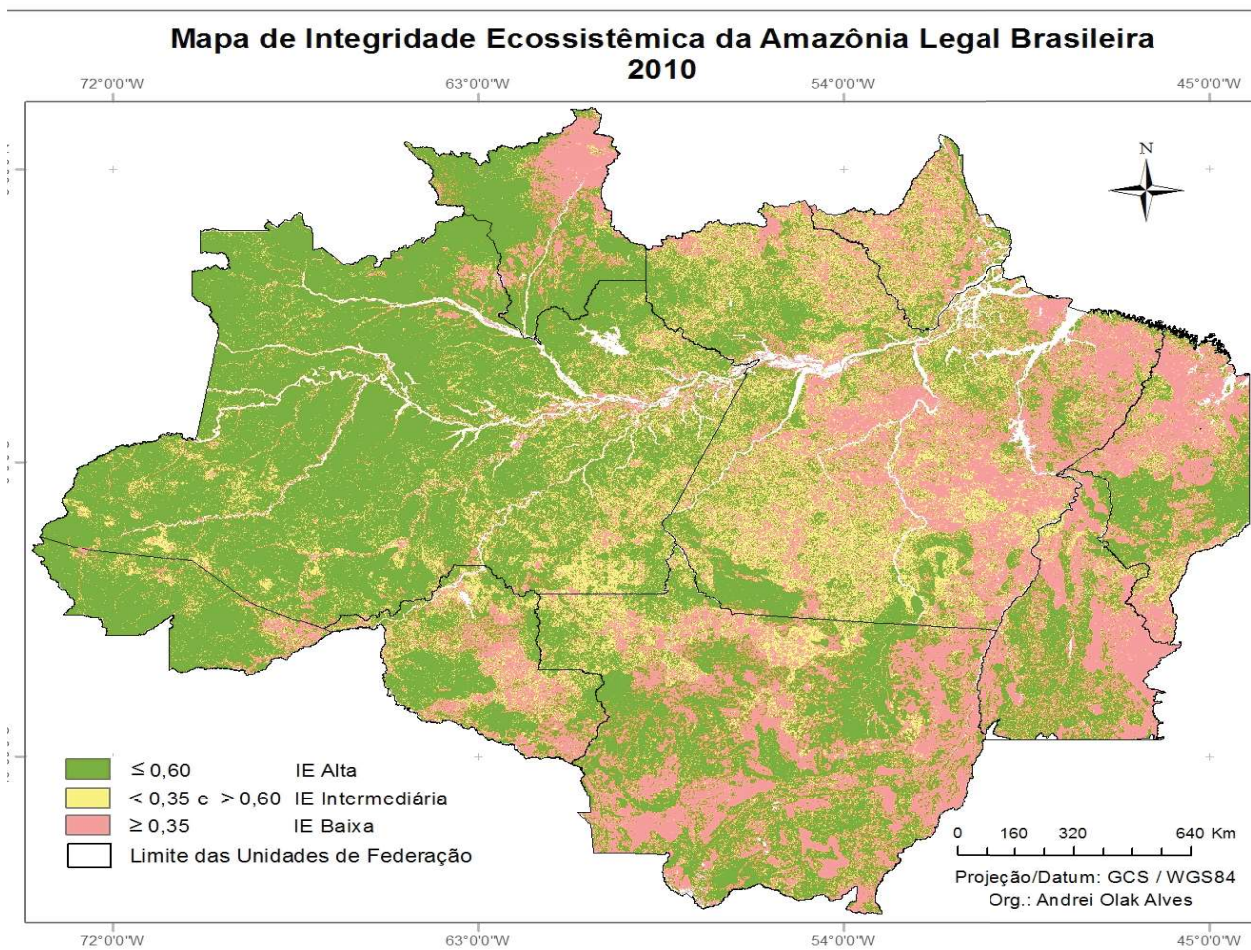 Mapa de Integridade Ecossistêmica da Amazônia Legal Brasileira
2010
72°0'0"W 63°0'0"W 54°0'0"W 45°0'0"W
N
≤ 0,60 IE Alta
< 0,35 c > 0,60 IE Intcrmcdiária
≥ 0,35 IE Baixa
Limite das Unidades de Federação
0 160 320 640 Km
Projeção/Datum: GCS / WGS84
Org.: Andrei Olak Alves
72°0'0"W 63°0'0"W 54°0'0"W 45°0'0"W